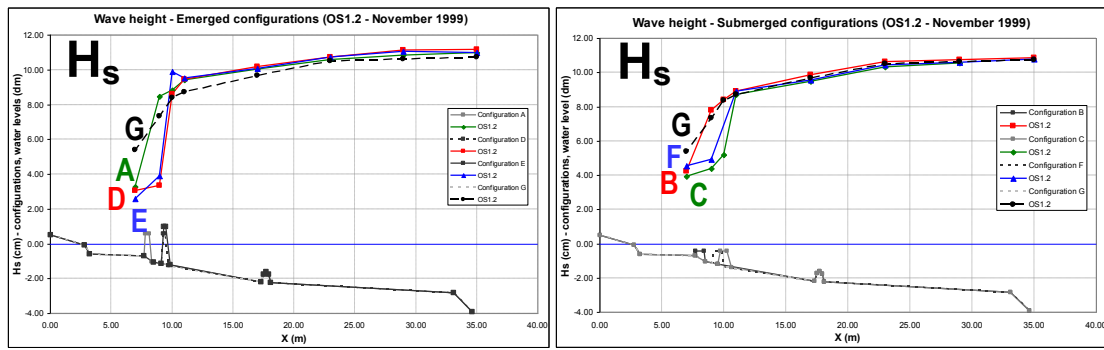 Wave height - Emerged configurations (OS1.2 - November 1999)
12.00
10.00
8.00
6.00
4.00
2.00
0.00
-2.00
-4.00
Hs (cm) - configurations, water levels (dm)
Hs
G
A
D
E
Configuration A
OS1.2
Configuration D
OS1.2
Configuration E
OS1.2
Configuration G
OS1.2
0.00 5.00 10.00 15.00 20.00 25.00 30.00 35.00 40.00
X (m)
Wave height - Submerged configurations (OS1.2 - November 1999)
12.00
10.00
8.00
6.00
4.00
2.00
0.00
-2.00
-4.00
Hs (cm) - configurations, water levels (dm)
Hs
G
F
B
C
Configuration B
OS1.2
Configuration C
OS1.2
Configuration F
OS1.2
Configuration G
OS1.2
0.00 5.00 10.00 15.00 20.00 25.00 30.00 35.00 40.00
X (m)